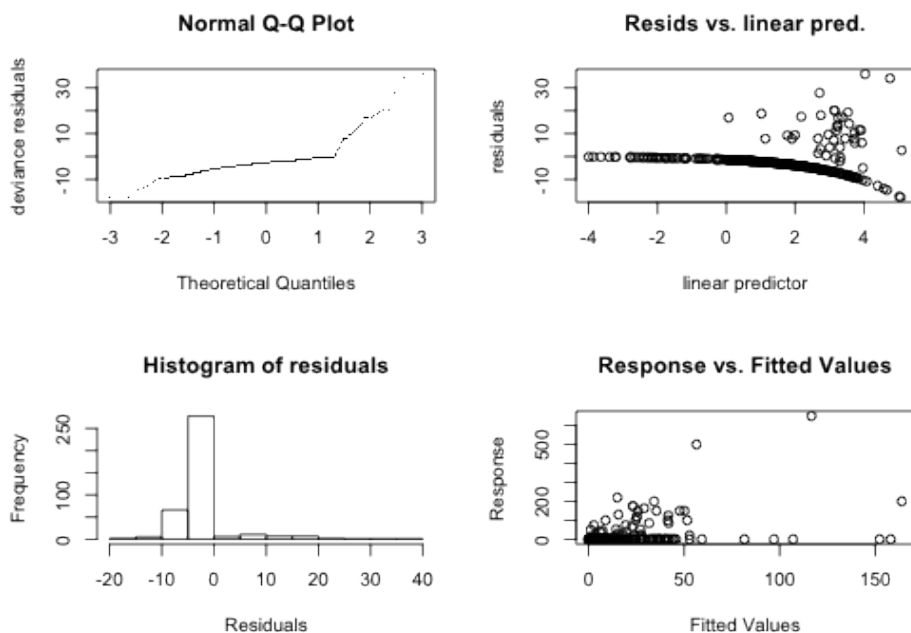 Normal Q-Q Plot
deviance residuals
30
10
-10
-3 -2 -1 0 1 2 3
Theoretical Quantiles
Resids vs. linear pred.
residuals
30
10
-10
-4 -2 0 2 4
linear predictor
Histogram of residuals
Frequency
250
100
0
-20 -10 0 10 20 30 40
Residuals
Response vs. Fitted Values
Response
500
200
0
0 50 100 150
Fitted Values